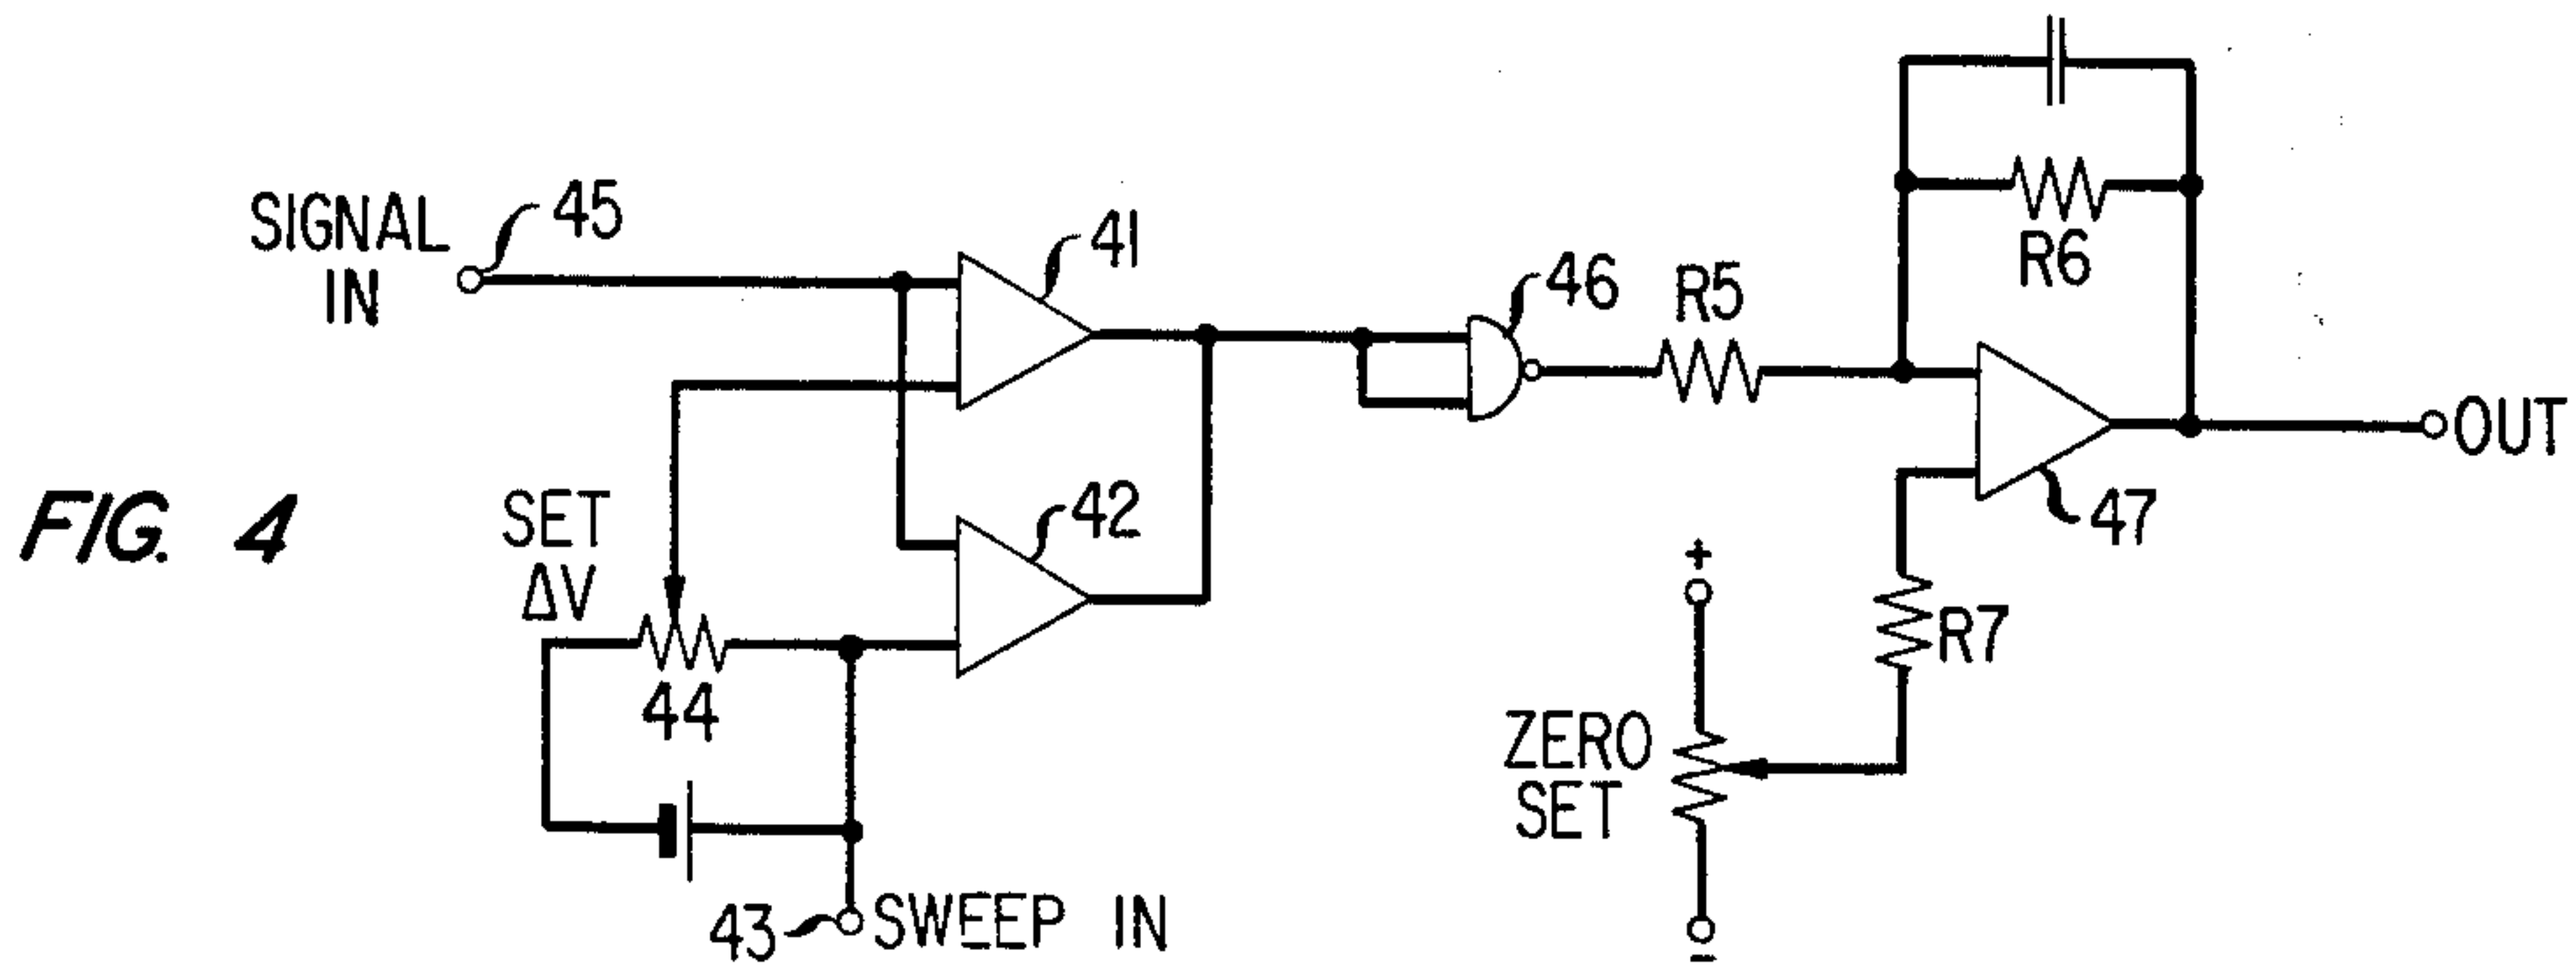 SIGNAL
IN
45
41
46
R5
R6
OUT
47
FIG. 4
SET
ΔV
42
44
+
R7
ZERO
SET
43
SWEEP IN
−